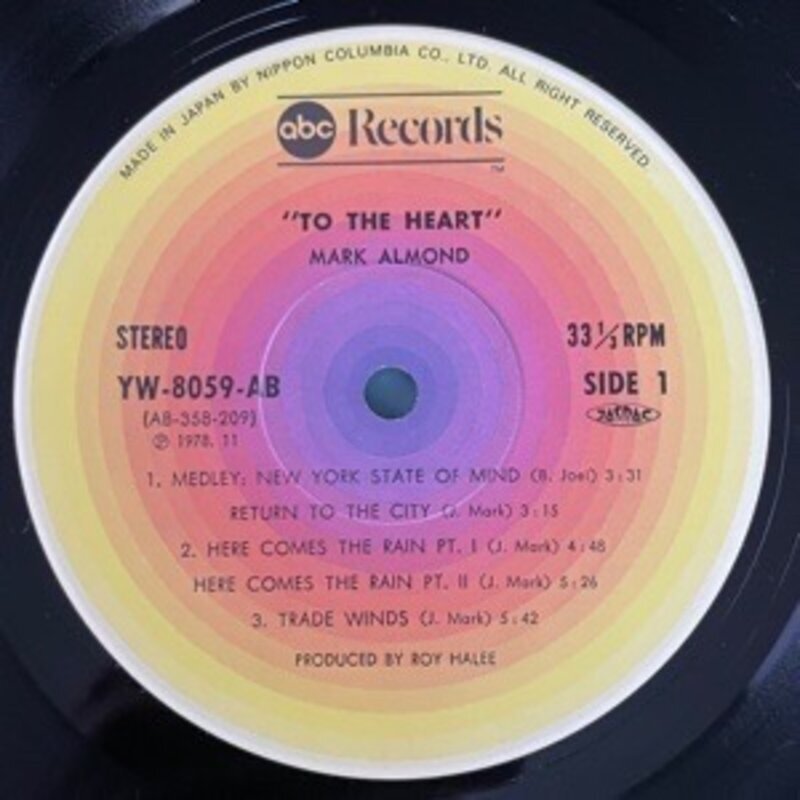 MADE IN JAPAN BY NIPPON COLUMBIA CO., LTD. ALL RIGHT RESERVED.
abc Records
TM
"TO THE HEART"
MARK ALMOND
STEREO
33 1/3 RPM
YW-8059-AB
SIDE 1
(AB-358-209)
JASRAC
℗ 1978. 11
1. MEDLEY: NEW YORK STATE OF MIND (B. Joel) 3:31
RETURN TO THE CITY (J. Mark) 3:15
2. HERE COMES THE RAIN PT. I (J. Mark) 4:48
HERE COMES THE RAIN PT. II (J. Mark) 5:26
3. TRADE WINDS (J. Mark) 5:42
PRODUCED BY ROY HALEE